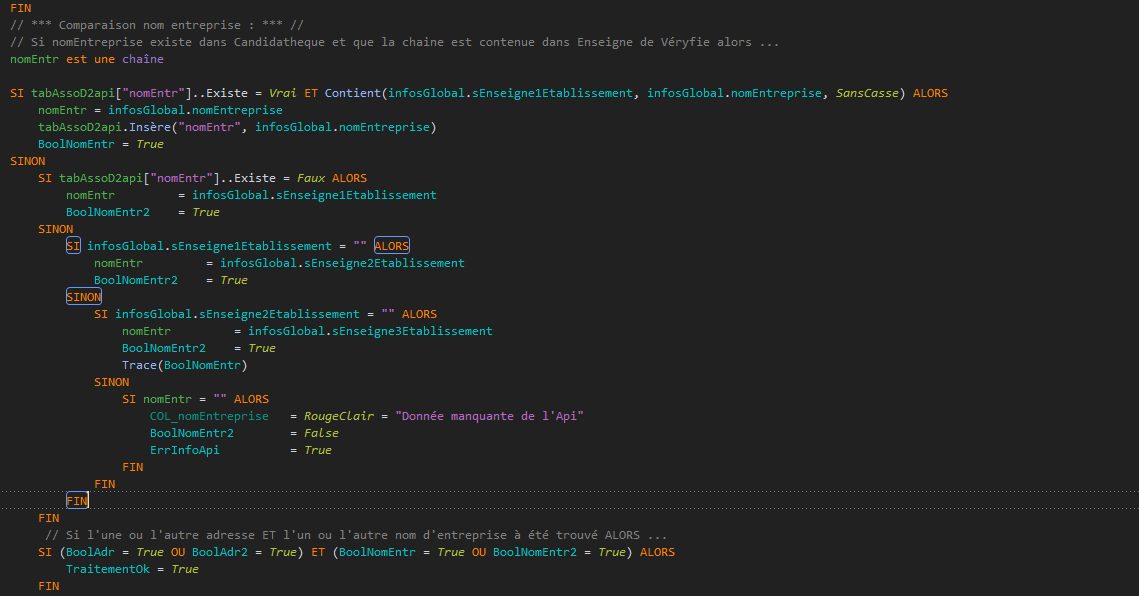 FIN
// *** Comparaison nom entreprise : *** //
// Si nomEntreprise existe dans Candidatheque et que la chaine est contenue dans Enseigne de Véryfie alors ...
nomEntr est une chaîne

SI tabAssoD2api["nomEntr"]..Existe = Vrai ET Contient(infosGlobal.sEnseigne1Etablissement, infosGlobal.nomEntreprise, SansCasse) ALORS
    nomEntr = infosGlobal.nomEntreprise
    tabAssoD2api.Insère("nomEntr", infosGlobal.nomEntreprise)
    BoolNomEntr = True
SINON
    SI tabAssoD2api["nomEntr"]..Existe = Faux ALORS
        nomEntr         = infosGlobal.sEnseigne1Etablissement
        BoolNomEntr2    = True
    SINON
        SI infosGlobal.sEnseigne1Etablissement = "" ALORS
            nomEntr         = infosGlobal.sEnseigne2Etablissement
            BoolNomEntr2    = True
        SINON
            SI infosGlobal.sEnseigne2Etablissement = "" ALORS
                nomEntr         = infosGlobal.sEnseigne3Etablissement
                BoolNomEntr2    = True
                Trace(BoolNomEntr)
            SINON
                SI nomEntr = "" ALORS
                    COL_nomEntreprise   = RougeClair = "Donnée manquante de l'Api"
                    BoolNomEntr2        = False
                    ErrInfoApi          = True
                FIN
            FIN
        FIN
    FIN
     // Si l'une ou l'autre adresse ET l'un ou l'autre nom d'entreprise à été trouvé ALORS ...
    SI (BoolAdr = True OU BoolAdr2 = True) ET (BoolNomEntr = True OU BoolNomEntr2 = True) ALORS
        TraitementOk = True
    FIN